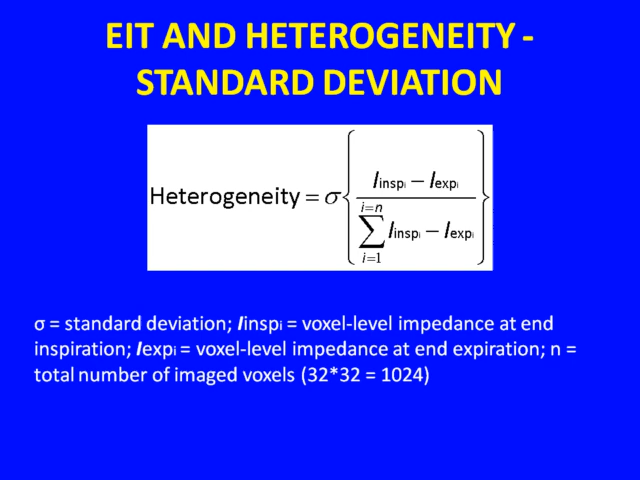 EIT AND HETEROGENEITY -
STANDARD DEVIATION
Heterogeneity = σ { (Iinspi − Iexpi) / (∑ i=1 i=n Iinspi − Iexpi) }
σ = standard deviation; Iinspi = voxel-level impedance at end
inspiration; Iexpi = voxel-level impedance at end expiration; n =
total number of imaged voxels (32*32 = 1024)